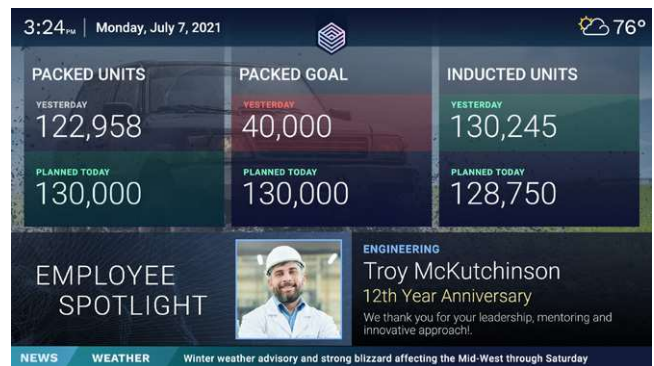 3:24PM | Monday, July 7, 2021
76°
PACKED UNITS
YESTERDAY
122,958
PLANNED TODAY
130,000
PACKED GOAL
YESTERDAY
40,000
PLANNED TODAY
130,000
INDUCTED UNITS
YESTERDAY
130,245
PLANNED TODAY
128,750
EMPLOYEE
SPOTLIGHT
ENGINEERING
Troy McKutchinson
12th Year Anniversary
We thank you for your leadership, mentoring and
innovative approach!.
NEWS WEATHER Winter weather advisory and strong blizzard affecting the Mid-West through Saturday